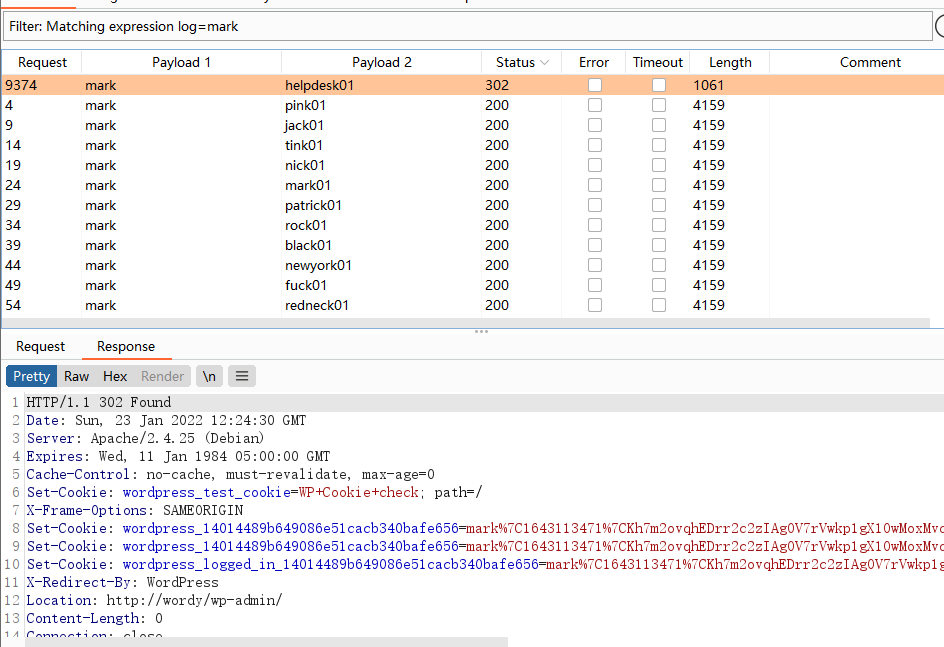 Filter: Matching expression log=mark
Request Payload 1 Payload 2 Status Error Timeout Length Comment
9374 mark helpdesk01 302 1061
4 mark pink01 200 4159
9 mark jack01 200 4159
14 mark tink01 200 4159
19 mark nick01 200 4159
24 mark mark01 200 4159
29 mark patrick01 200 4159
34 mark rock01 200 4159
39 mark black01 200 4159
44 mark newyork01 200 4159
49 mark fuck01 200 4159
54 mark redneck01 200 4159
Request Response
Pretty Raw Hex Render \n
1 HTTP/1.1 302 Found
2 Date: Sun, 23 Jan 2022 12:24:30 GMT
3 Server: Apache/2.4.25 (Debian)
4 Expires: Wed, 11 Jan 1984 05:00:00 GMT
5 Cache-Control: no-cache, must-revalidate, max-age=0
6 Set-Cookie: wordpress_test_cookie=WP+Cookie+check; path=/
7 X-Frame-Options: SAMEORIGIN
8 Set-Cookie: wordpress_14014489b649086e51cacb340bafe656=mark%7C1643113471%7CKh7m2ovqhEDrr2c2zIAg0V7rVwkp1gX10wMoxMvo
9 Set-Cookie: wordpress_14014489b649086e51cacb340bafe656=mark%7C1643113471%7CKh7m2ovqhEDrr2c2zIAg0V7rVwkp1gX10wMoxMvo
10 Set-Cookie: wordpress_logged_in_14014489b649086e51cacb340bafe656=mark%7C1643113471%7CKh7m2ovqhEDrr2c2zIAg0V7rVwkp1g
11 X-Redirect-By: WordPress
12 Location: http://wordy/wp-admin/
13 Content-Length: 0
14 Connection: close